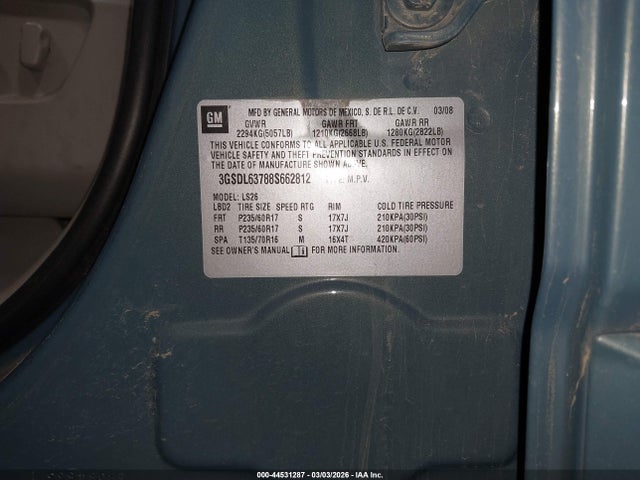 GM
MFD BY GENERAL MOTORS DE MEXICO, S. DE R.L. DE C.V. 03/08
GVWR GAWR FRT GAWR RR
2294KG(5057LB) 1210KG(2668LB) 1280KG(2822LB)
THIS VEHICLE CONFORMS TO ALL APPLICABLE U.S. FEDERAL MOTOR
VEHICLE SAFETY AND THEFT PREVENTION STANDARDS IN EFFECT ON
THE DATE OF MANUFACTURE SHOWN ABOVE.
3GSDL63788S662812 TYPE: M.P.V.
MODEL: LS26
LBD2 TIRE SIZE SPEED RTG RIM COLD TIRE PRESSURE
FRT P235/60R17 S 17X7J 210KPA(30PSI)
RR P235/60R17 S 17X7J 210KPA(30PSI)
SPA T135/70R16 M 16X4T 420KPA(60PSI)
SEE OWNER'S MANUAL FOR MORE INFORMATION
000-44531287 - 03/03/2026 - IAA Inc.